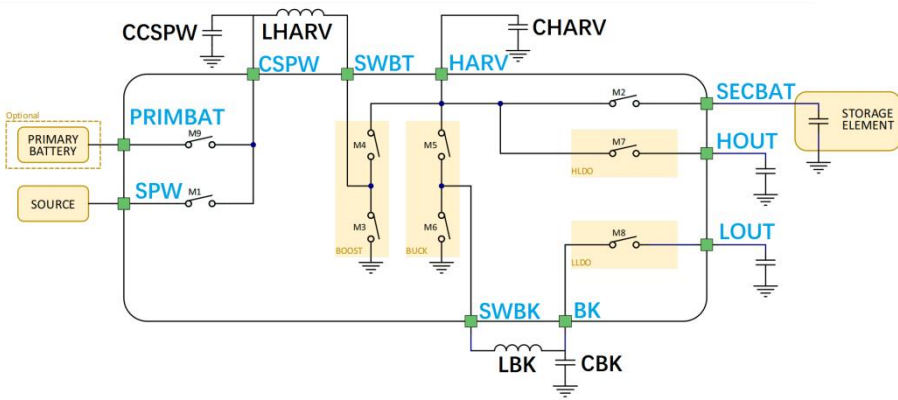 CCSPW
LHARV
CHARV
CSPW
SWBT
HARV
Optional
PRIMARY
BATTERY
PRIMBAT
M9
M2
SECBAT
STORAGE
ELEMENT
M4
M5
M7
HLDO
HOUT
SOURCE
SPW
M1
M3
BOOST
M6
BUCK
M8
LLDO
LOUT
SWBK
BK
LBK
CBK